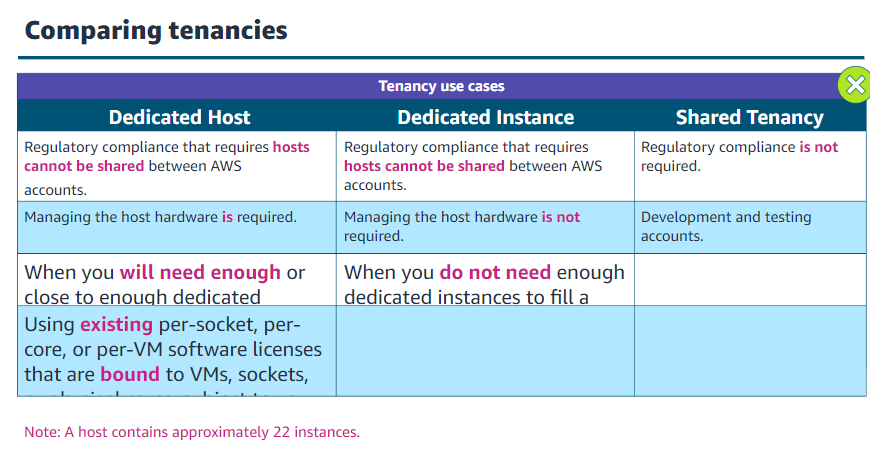 Comparing tenancies
Tenancy use cases
Dedicated Host
Dedicated Instance
Shared Tenancy
Regulatory compliance that requires hosts
cannot be shared between AWS
accounts.
Regulatory compliance that requires
hosts cannot be shared between AWS
accounts.
Regulatory compliance is not
required.
Managing the host hardware is required.
Managing the host hardware is not
required.
Development and testing
accounts.
When you will need enough or
close to enough dedicated
When you do not need enough
dedicated instances to fill a
Using existing per-socket, per-
core, or per-VM software licenses
that are bound to VMs, sockets,
Note: A host contains approximately 22 instances.